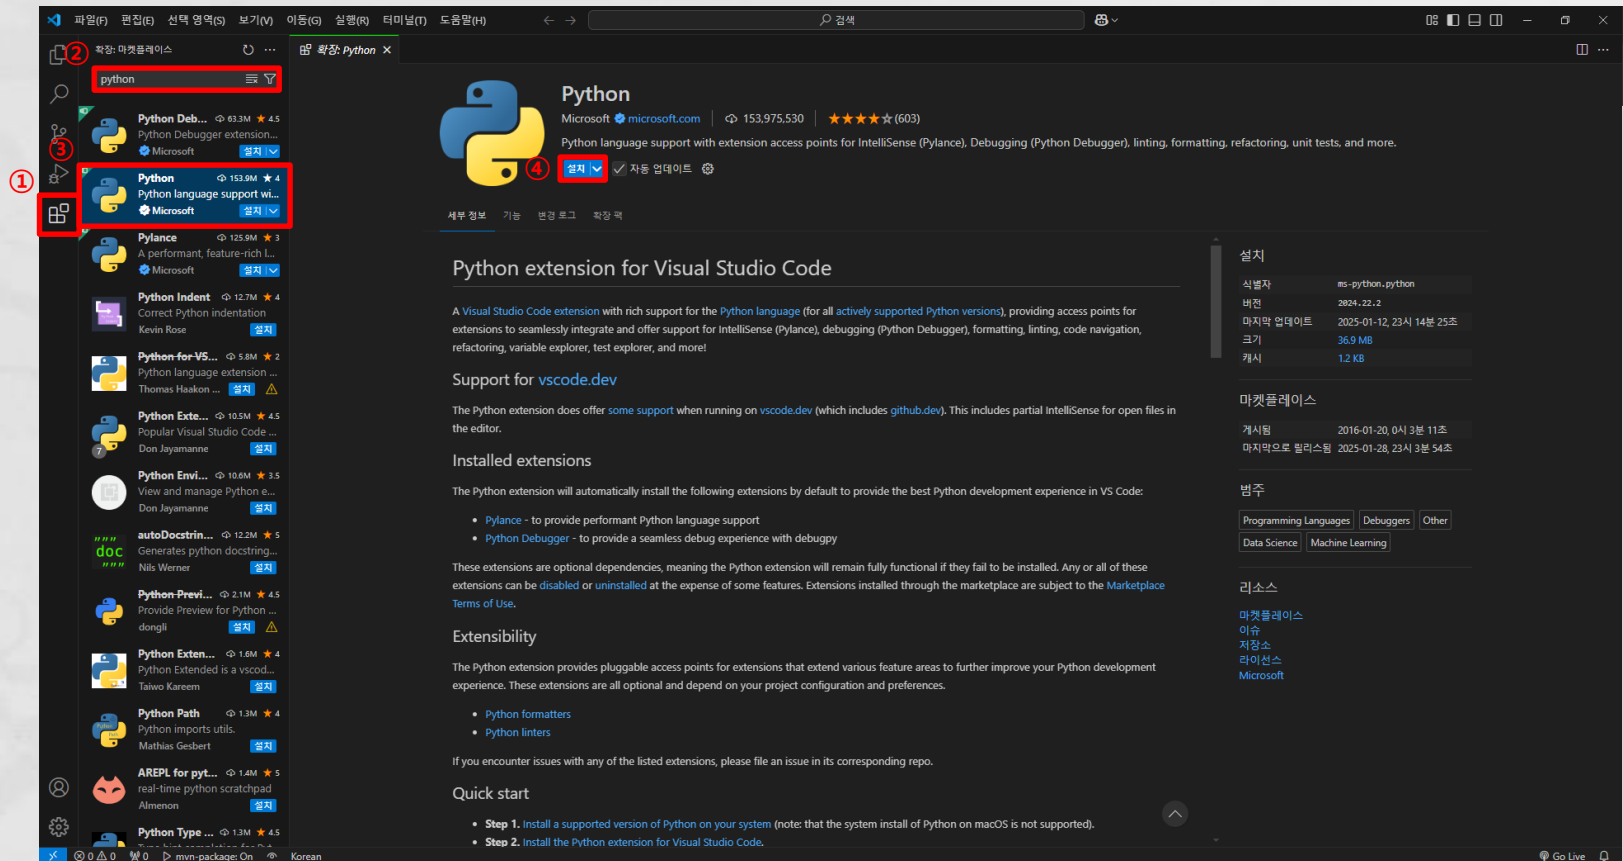 파일(F) 편집(E) 선택 영역(S) 보기(V) 이동(G) 실행(R) 터미널(T) 도움말(H)
검색
②
확장: 마켓플레이스
확장: Python
python
Python Deb... 63.3M 4.5
Python Debugger extension...
Microsoft 설치
③
①
Python 153.9M 4
Python language support wi...
Microsoft 설치
Pylance 125.9M 3
A performant, feature-rich l...
Microsoft 설치
Python Indent 12.7M 4
Correct Python indentation
Kevin Rose 설치
Python for VS... 5.8M 2
Python language extension ...
Thomas Haakon ... 설치
Python Exte... 10.5M 4.5
Popular Visual Studio Code ...
7
Don Jayamanne 설치
Python Envi... 10.6M 3.5
View and manage Python e...
Don Jayamanne 설치
autoDocstrin... 12.2M 5
""" doc """
Generates python docstring...
Nils Werner 설치
Python Previ... 2.1M 4.5
Provide Preview for Python ...
dongli 설치
Python Exten... 1.6M 4
Python Extended is a vscod...
Taiwo Kareem 설치
Python Path 1.3M 4
Python imports utils.
Mathias Gesbert 설치
AREPL for pyt... 1.4M 5
real-time python scratchpad
Almenon 설치
Python Type ... 1.3M 4.5
Python
Microsoft microsoft.com 153,975,530 (603)
Python language support with extension access points for IntelliSense (Pylance), Debugging (Python Debugger), linting, formatting, refactoring, unit tests, and more.
④ 설치 자동 업데이트
세부 정보 기능 변경 로그 확장 팩
Python extension for Visual Studio Code
A Visual Studio Code extension with rich support for the Python language (for all actively supported Python versions), providing access points for
extensions to seamlessly integrate and offer support for IntelliSense (Pylance), debugging (Python Debugger), formatting, linting, code navigation,
refactoring, variable explorer, test explorer, and more!
Support for vscode.dev
The Python extension does offer some support when running on vscode.dev (which includes github.dev). This includes partial IntelliSense for open files in
the editor.
Installed extensions
The Python extension will automatically install the following extensions by default to provide the best Python development experience in VS Code:
• Pylance - to provide performant Python language support
• Python Debugger - to provide a seamless debug experience with debugpy
These extensions are optional dependencies, meaning the Python extension will remain fully functional if they fail to be installed. Any or all of these
extensions can be disabled or uninstalled at the expense of some features. Extensions installed through the marketplace are subject to the Marketplace
Terms of Use.
Extensibility
The Python extension provides pluggable access points for extensions that extend various feature areas to further improve your Python development
experience. These extensions are all optional and depend on your project configuration and preferences.
• Python formatters
• Python linters
If you encounter issues with any of the listed extensions, please file an issue in its corresponding repo.
Quick start
• Step 1. Install a supported version of Python on your system (note: that the system install of Python on macOS is not supported).
• Step 2. Install the Python extension for Visual Studio Code.
설치
식별자 ms-python.python
버전 2024.22.2
마지막 업데이트 2025-01-12, 23시 14분 25초
크기 36.9 MB
캐시 1.2 KB
마켓플레이스
게시됨 2016-01-20, 0시 3분 11초
마지막으로 릴리스됨 2025-01-28, 23시 3분 54초
범주
Programming Languages Debuggers Other
Data Science Machine Learning
리소스
마켓플레이스
이슈
저장소
라이선스
Microsoft
0 0 0 mvn-package: On Korean Go Live